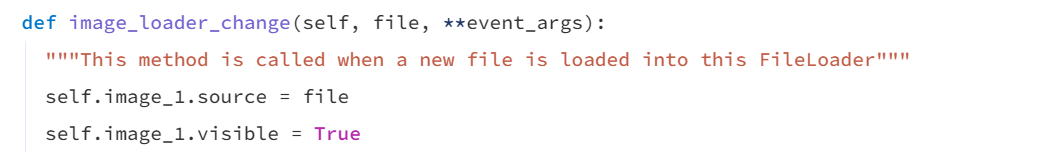 def image_loader_change(self, file, **event_args):
"""This method is called when a new file is loaded into this FileLoader"""
self.image_1.source = file
self.image_1.visible = True